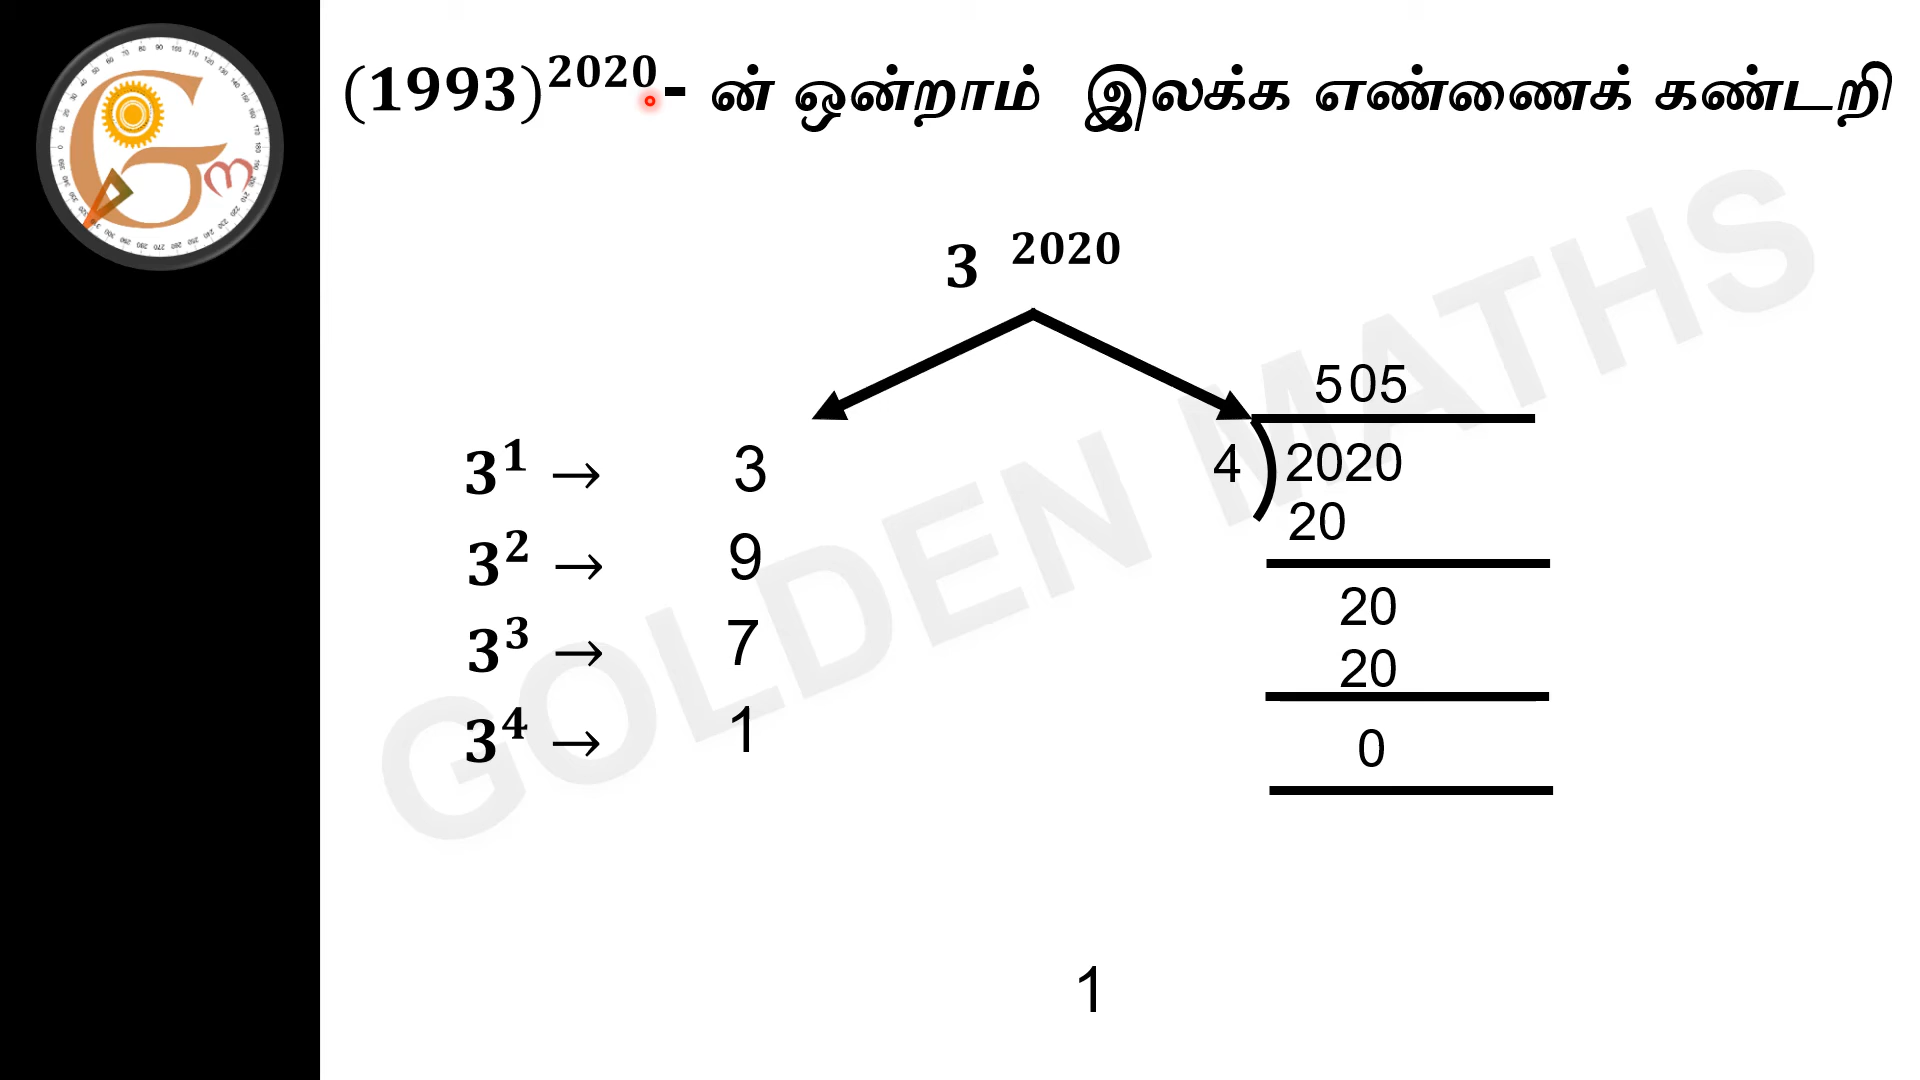 (1993)²⁰²⁰- ன் ஒன்றாம் இலக்க எண்ணைக் கண்டறி
3 ²⁰²⁰
3¹ → 3
3² → 9
3³ → 7
3⁴ → 1
505
4 ) 2020
20
20
20
0
1
GOLDEN MATHS
G m